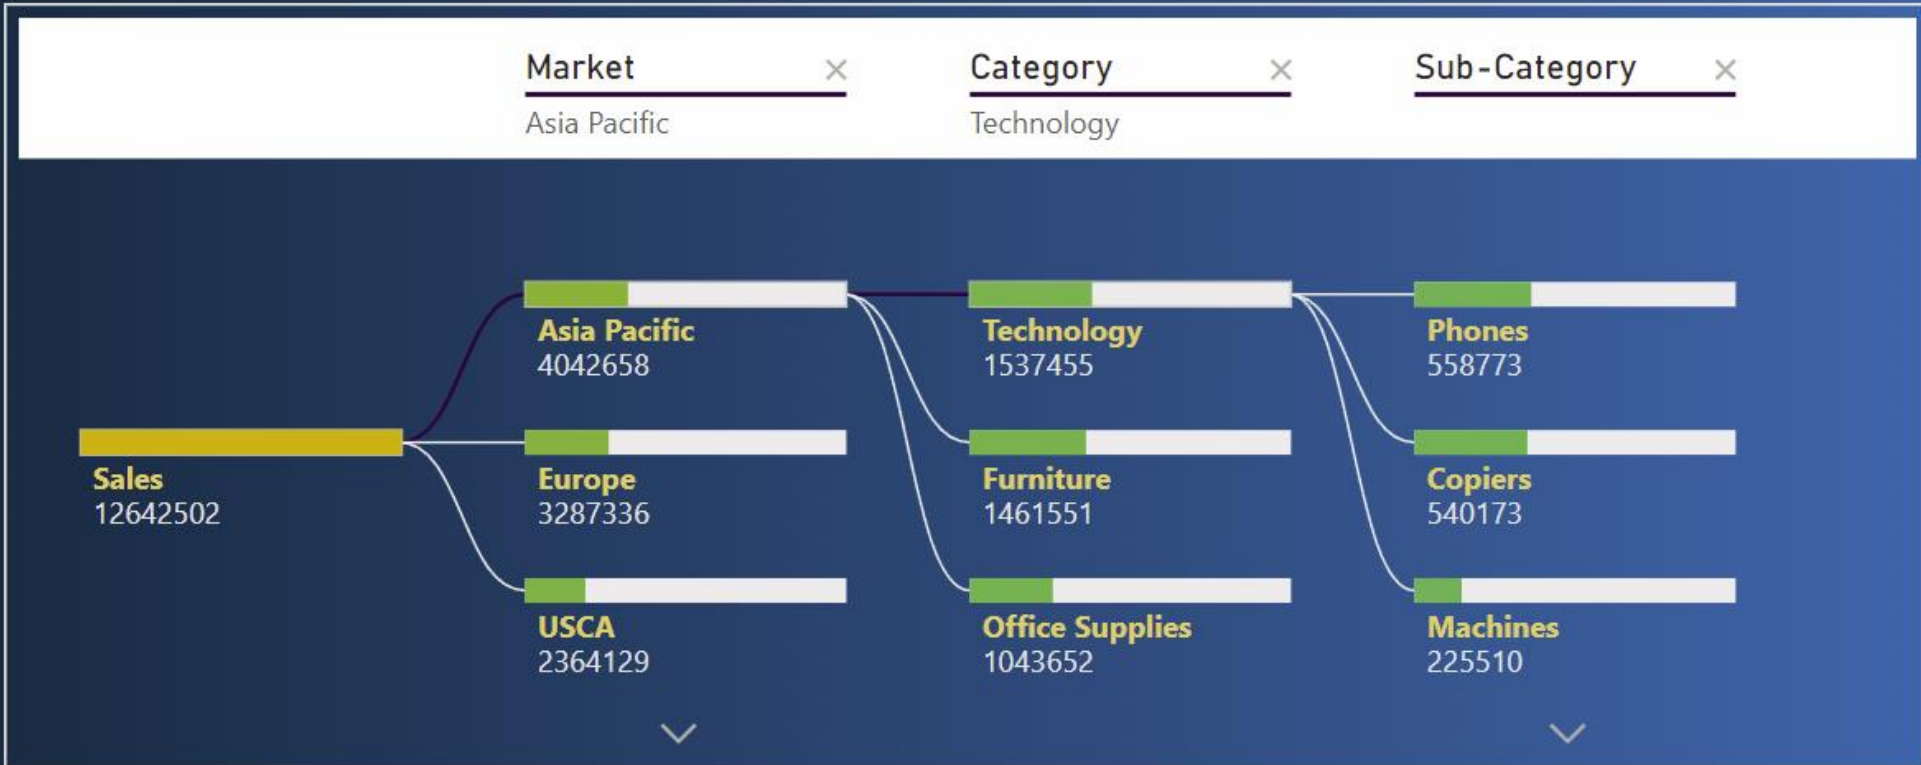 Market
Category
Sub-Category
Asia Pacific
Technology
Asia Pacific
4042658
Technology
1537455
Phones
558773
Sales
12642502
Europe
3287336
Furniture
1461551
Copiers
540173
USCA
2364129
Office Supplies
1043652
Machines
225510